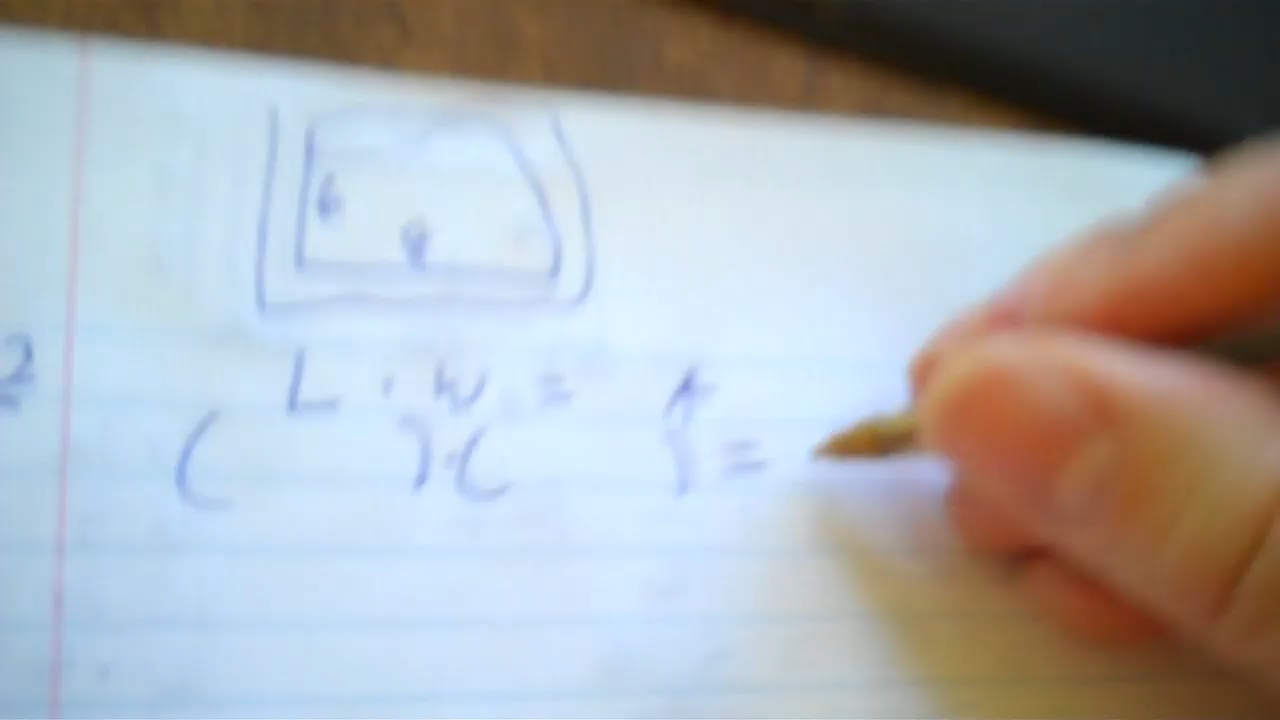 6
8
2
L · W = A
( ) · ( ) =